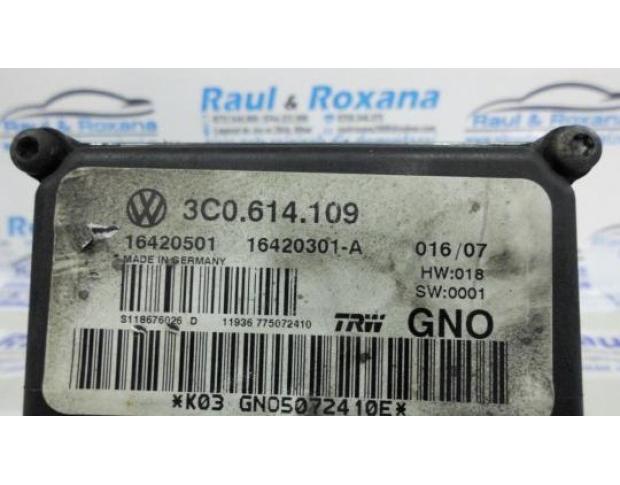 Raul & Roxana
3C0.614.109
16420501 16420301-A 016/07
MADE IN GERMANY HW:018
SW:0001
S118676026 D 11936 775072410 TRW GNO
*K03 GNO5072410E*